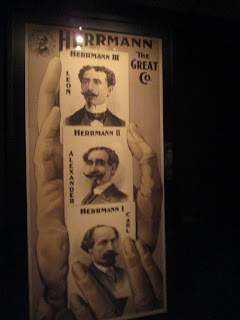 HERRMANN
THE
GREAT
Co.
HERRMANN III
LEON
HERRMANN II
ALEXANDER
HERRMANN I
CARL